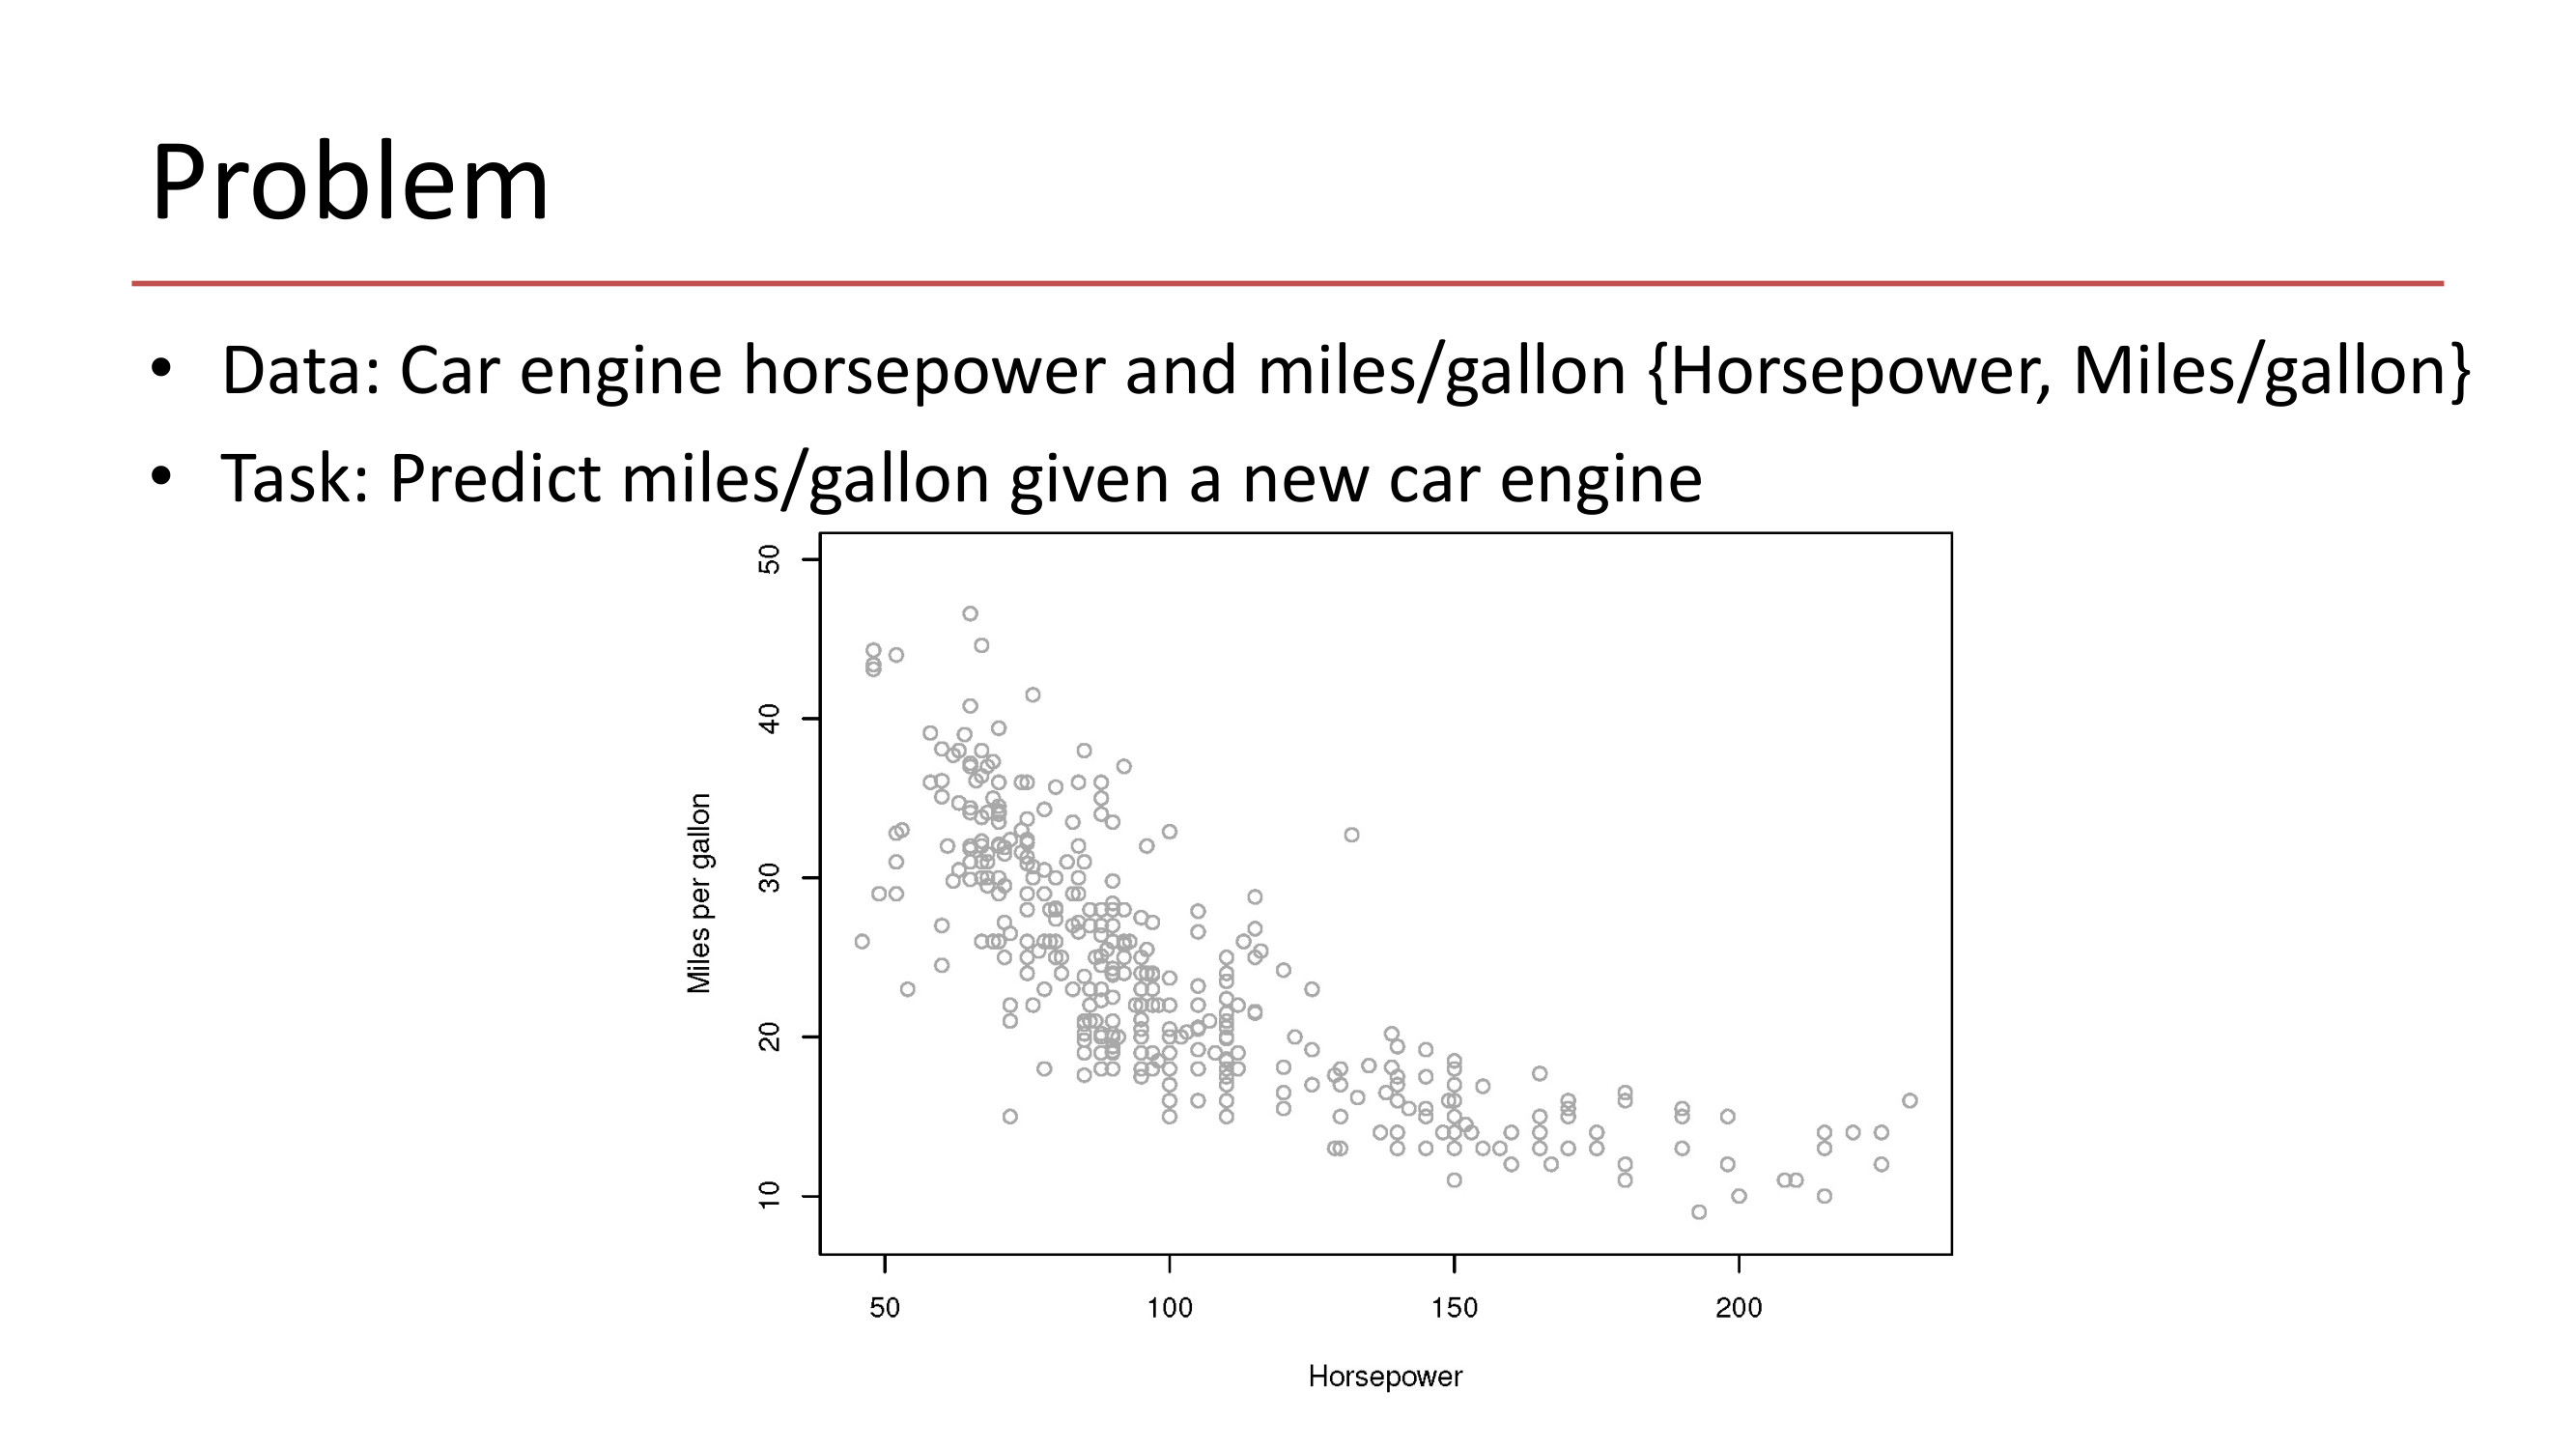 Problem
• Data: Car engine horsepower and miles/gallon {Horsepower, Miles/gallon}
• Task: Predict miles/gallon given a new car engine
50
40
30
20
10
Miles per gallon
50 100 150 200
Horsepower